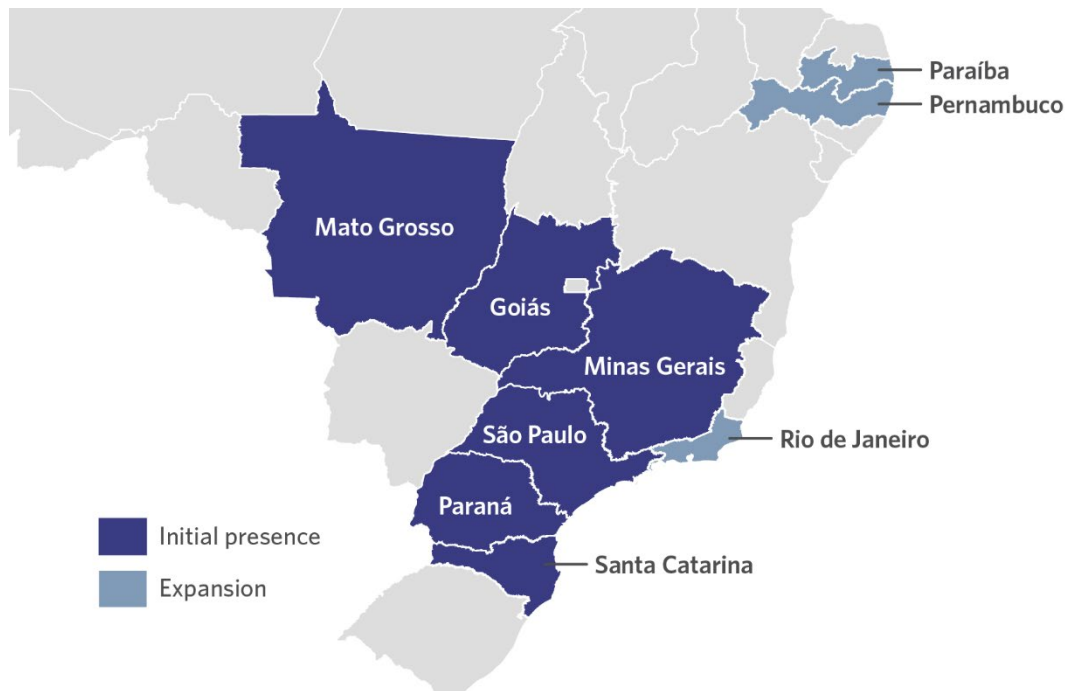 Paraíba
Pernambuco
Mato Grosso
Goiás
Minas Gerais
São Paulo
Rio de Janeiro
Paraná
Initial presence
Santa Catarina
Expansion